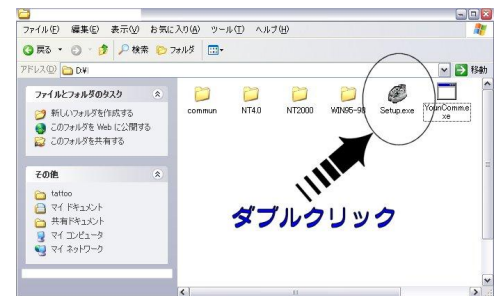 ファイル(F) 編集(E) 表示(V) お気に入り(A) ツール(T) ヘルプ(H)
戻る 検索 フォルダ
アドレス(D) D:¥ 移動
ファイルとフォルダのタスク
新しいフォルダを作成する
このフォルダを Web に公開する
このフォルダを共有する
その他
tattoo
マイ ドキュメント
共有ドキュメント
マイ コンピュータ
マイ ネットワーク
commun NT4.0 NT2000 WIN95-98 Setup.exe YounComm.e
xe
ダブルクリック